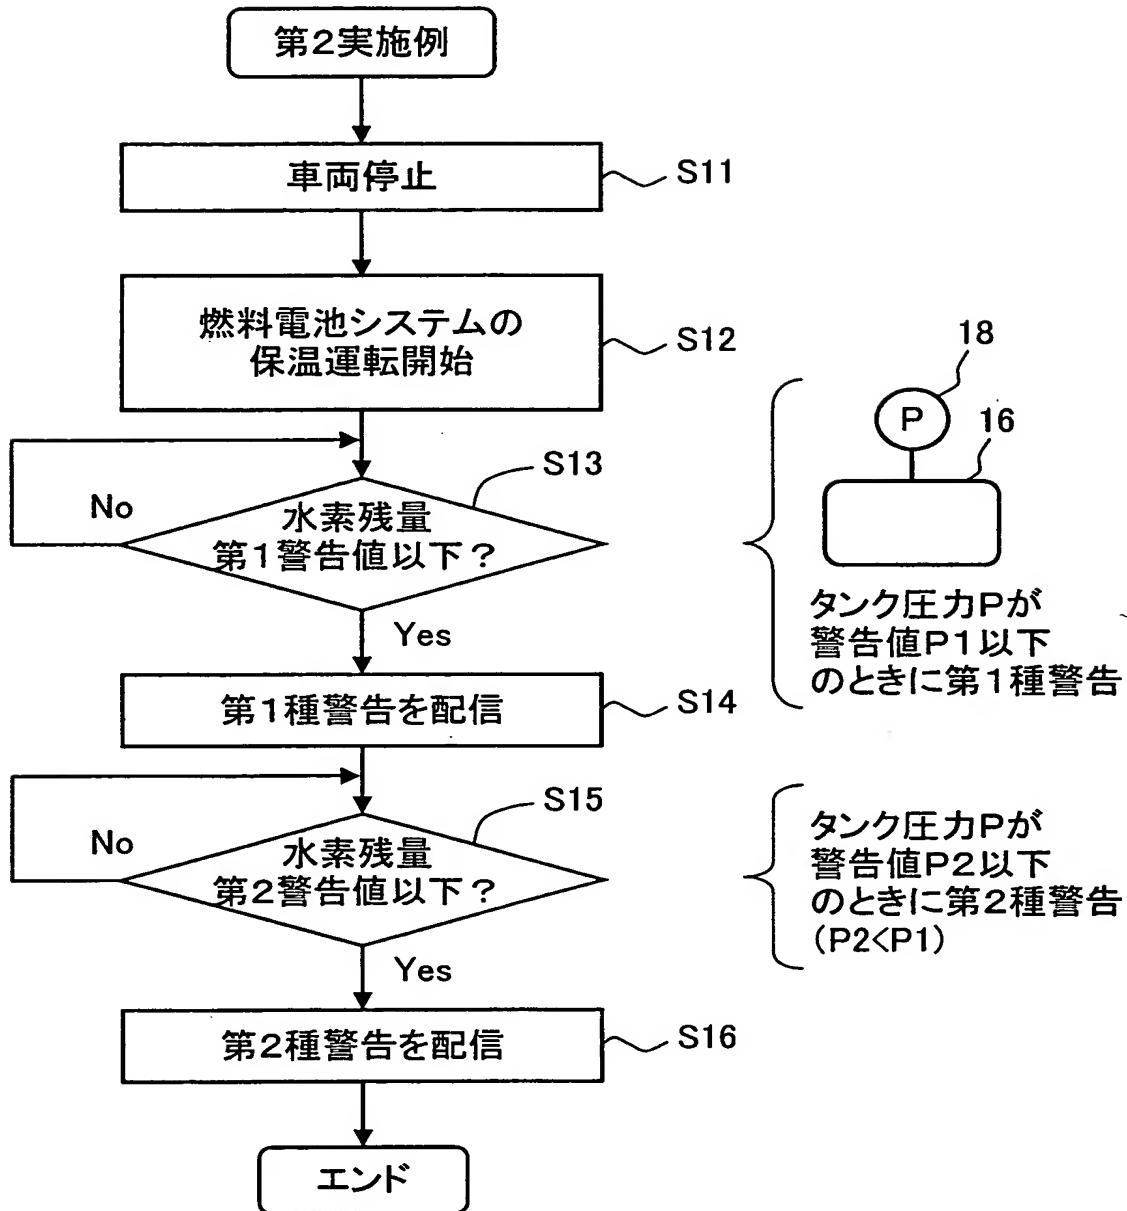 第2実施例
車両停止
S11
燃料電池システムの
保温運転開始
S12
S13
No
水素残量
第1警告値以下?
Yes
18
P
16
タンク圧力Pが
警告値P1以下
のときに第1種警告
第1種警告を配信
S14
S15
No
水素残量
第2警告値以下?
Yes
タンク圧力Pが
警告値P2以下
のときに第2種警告
(P2<P1)
第2種警告を配信
S16
エンド